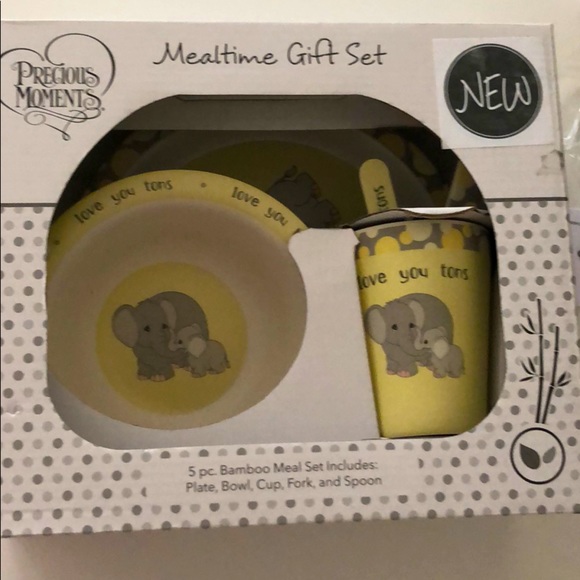 PRECIOUS
MOMENTS
Mealtime Gift Set
NEW
love you tons
love you
tons
love you tons
5 pc. Bamboo Meal Set Includes:
Plate, Bowl, Cup, Fork, and Spoon